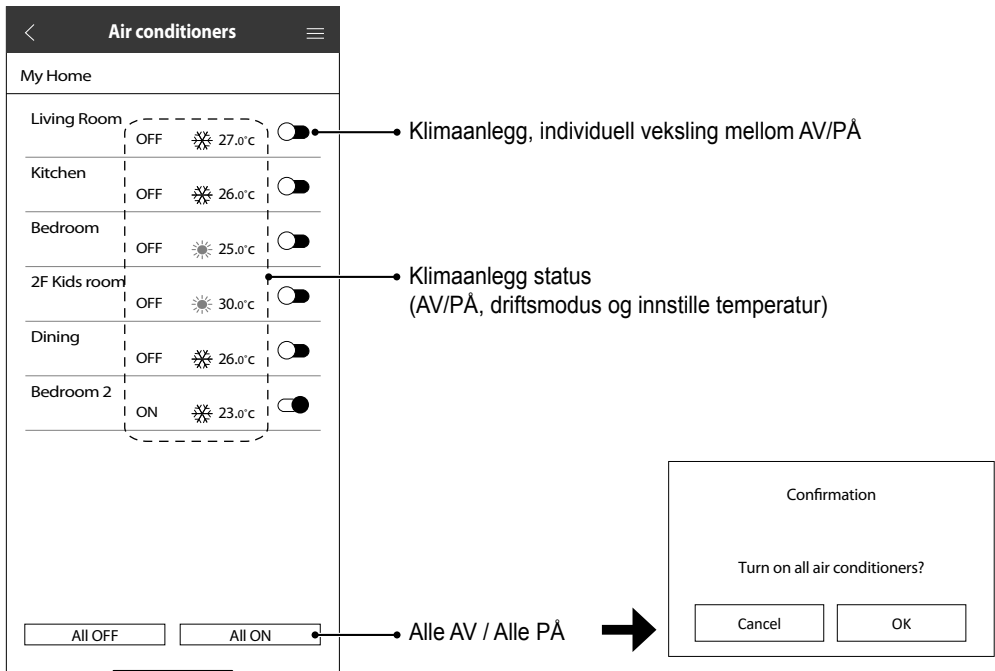 Air conditioners
My Home
Living Room
OFF 27.0°c
Klimaanlegg, individuell veksling mellom AV/PÅ
Kitchen
OFF 26.0°c
Bedroom
OFF 25.0°c
Klimaanlegg status
(AV/PÅ, driftsmodus og innstille temperatur)
2F Kids room
OFF 30.0°c
Dining
OFF 26.0°c
Bedroom 2
ON 23.0°c
All OFF All ON
Alle AV / Alle PÅ
Confirmation
Turn on all air conditioners?
Cancel OK